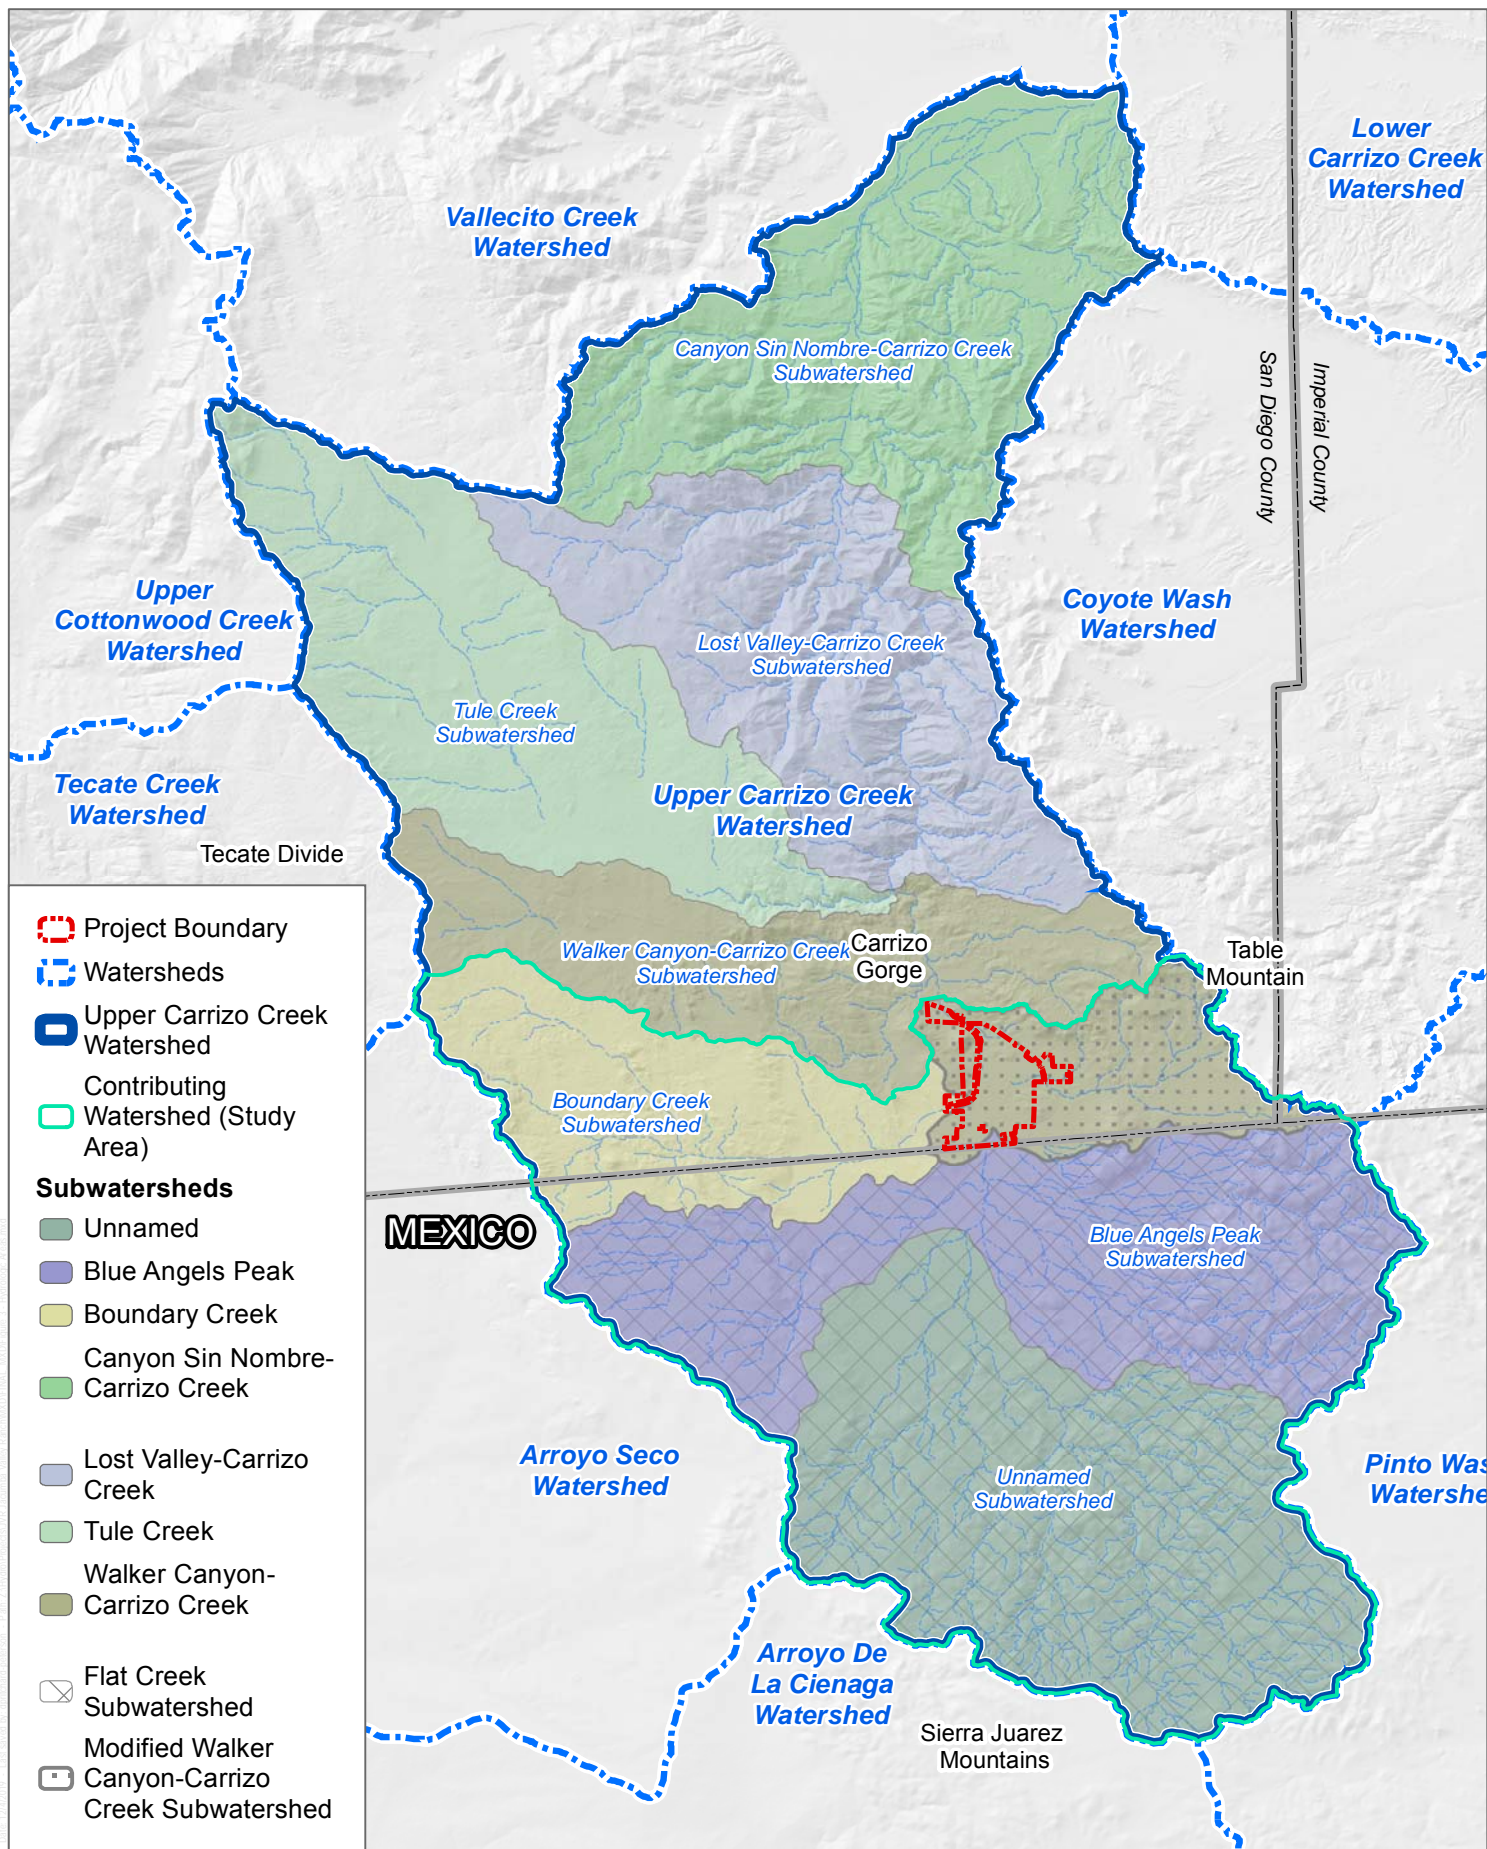 Lower
Carrizo Creek
Watershed
Vallecito Creek
Watershed
Canyon Sin Nombre-Carrizo Creek
Subwatershed
San Diego County
Imperial County
Upper
Cottonwood Creek
Watershed
Coyote Wash
Watershed
Lost Valley-Carrizo Creek
Subwatershed
Tule Creek
Subwatershed
Tecate Creek
Watershed
Upper Carrizo Creek
Watershed
Tecate Divide
Walker Canyon-Carrizo Creek
Subwatershed
Carrizo
Gorge
Table
Mountain
Boundary Creek
Subwatershed
MEXICO
Blue Angels Peak
Subwatershed
Arroyo Seco
Watershed
Unnamed
Subwatershed
Pinto Was
Watershe
Arroyo De
La Cienaga
Watershed
Sierra Juarez
Mountains
Project Boundary
Watersheds
Upper Carrizo Creek
Watershed
Contributing
Watershed (Study
Area)
Subwatersheds
Unnamed
Blue Angels Peak
Boundary Creek
Canyon Sin Nombre-
Carrizo Creek
Lost Valley-Carrizo
Creek
Tule Creek
Walker Canyon-
Carrizo Creek
Flat Creek
Subwatershed
Modified Walker
Canyon-Carrizo
Creek Subwatershed